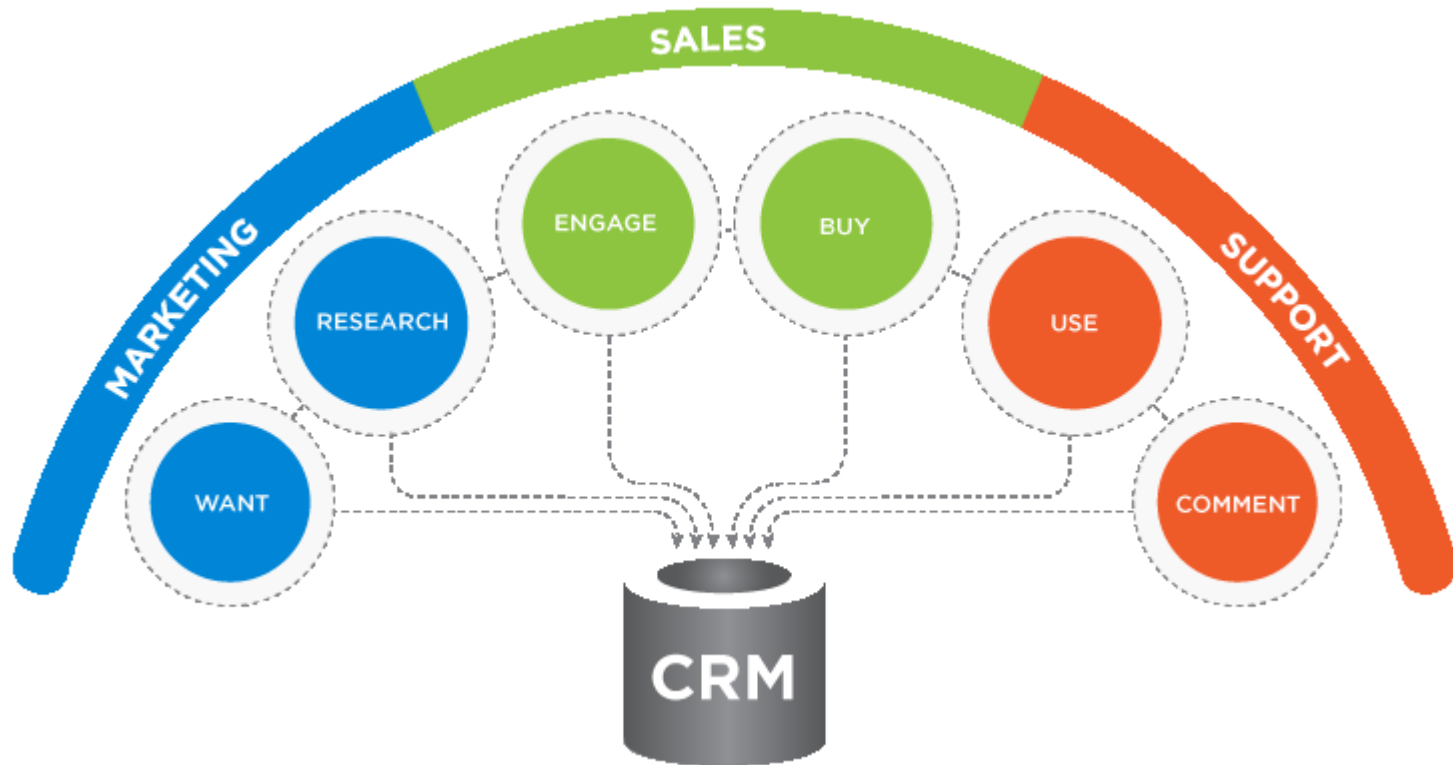 SALES
MARKETING
SUPPORT
ENGAGE
BUY
RESEARCH
USE
WANT
COMMENT
CRM